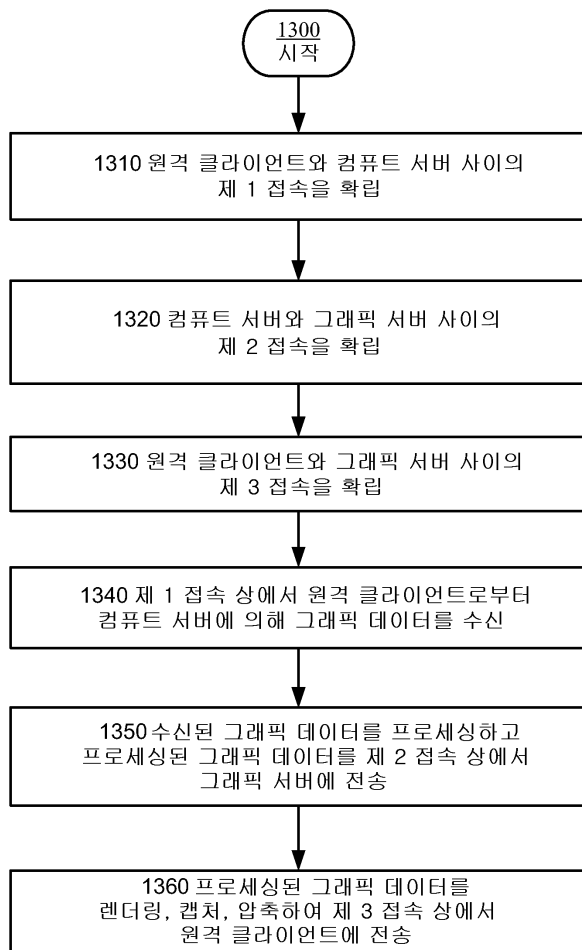 1300
시작
1310 원격 클라이언트와 컴퓨트 서버 사이의
제 1 접속을 확립
1320 컴퓨트 서버와 그래픽 서버 사이의
제 2 접속을 확립
1330 원격 클라이언트와 그래픽 서버 사이의
제 3 접속을 확립
1340 제 1 접속 상에서 원격 클라이언트로부터
컴퓨트 서버에 의해 그래픽 데이터를 수신
1350 수신된 그래픽 데이터를 프로세싱하고
프로세싱된 그래픽 데이터를 제 2 접속 상에서
그래픽 서버에 전송
1360 프로세싱된 그래픽 데이터를
렌더링, 캡처, 압축하여 제 3 접속 상에서
원격 클라이언트에 전송